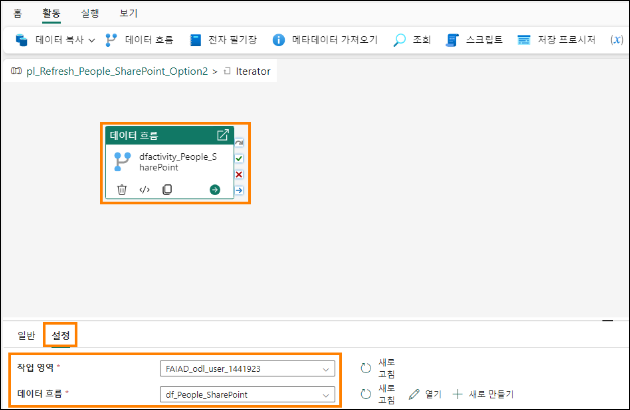 홈 활동 실행 보기
데이터 복사 데이터 흐름 전자 필기장 메타데이터 가져오기 조회 스크립트 저장 프로시저 (x)
pl_Refresh_People_SharePoint_Option2 > Iterator
데이터 흐름
dfactivity_People_S
harePoint
일반 설정
작업 영역 * FAIAD_odl_user_1441923 새로
고침
데이터 흐름 * df_People_SharePoint 새로
고침 열기 새로 만들기